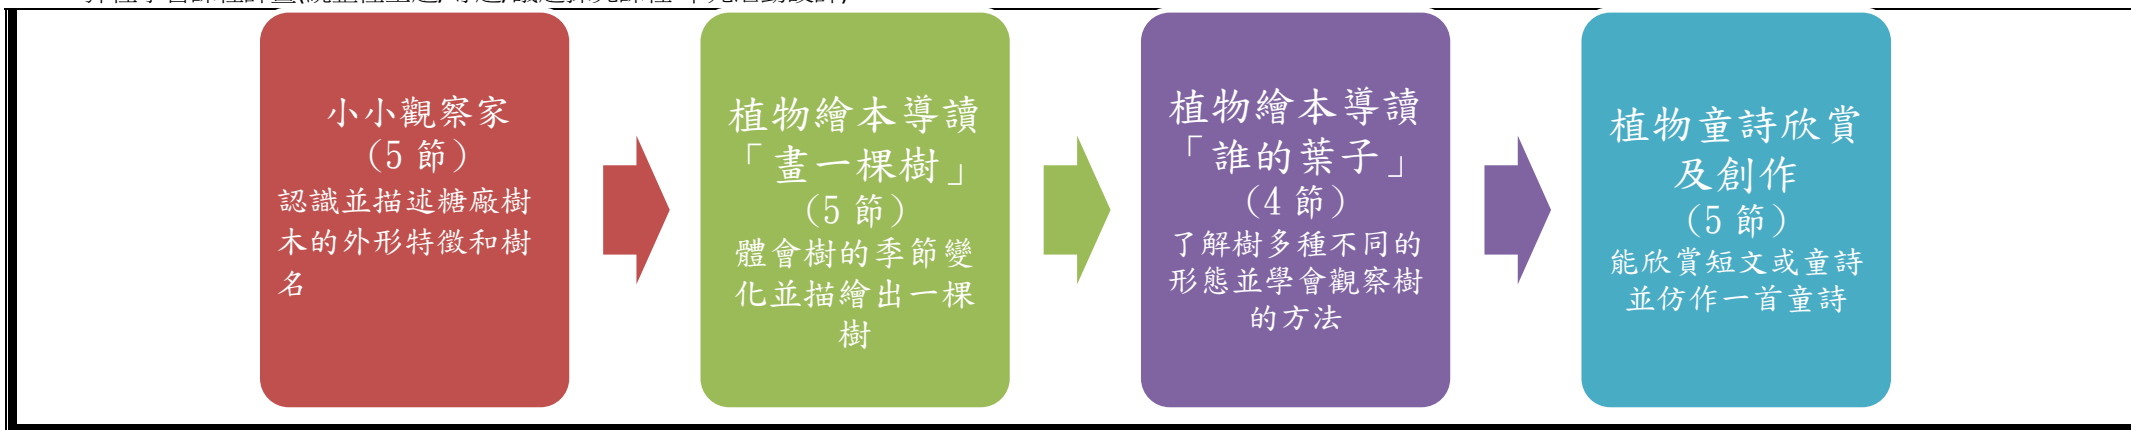 小小觀察家
（5 節）
認識並描述糖廠樹
木的外形特徵和樹
名
植物繪本導讀
「畫一棵樹」
（5 節）
體會樹的季節變
化並描繪出一棵
樹
植物繪本導讀
「誰的葉子」
（4 節）
了解樹多種不同的
形態並學會觀察樹
的方法
植物童詩欣賞
及創作
（5 節）
能欣賞短文或童詩
並仿作一首童詩